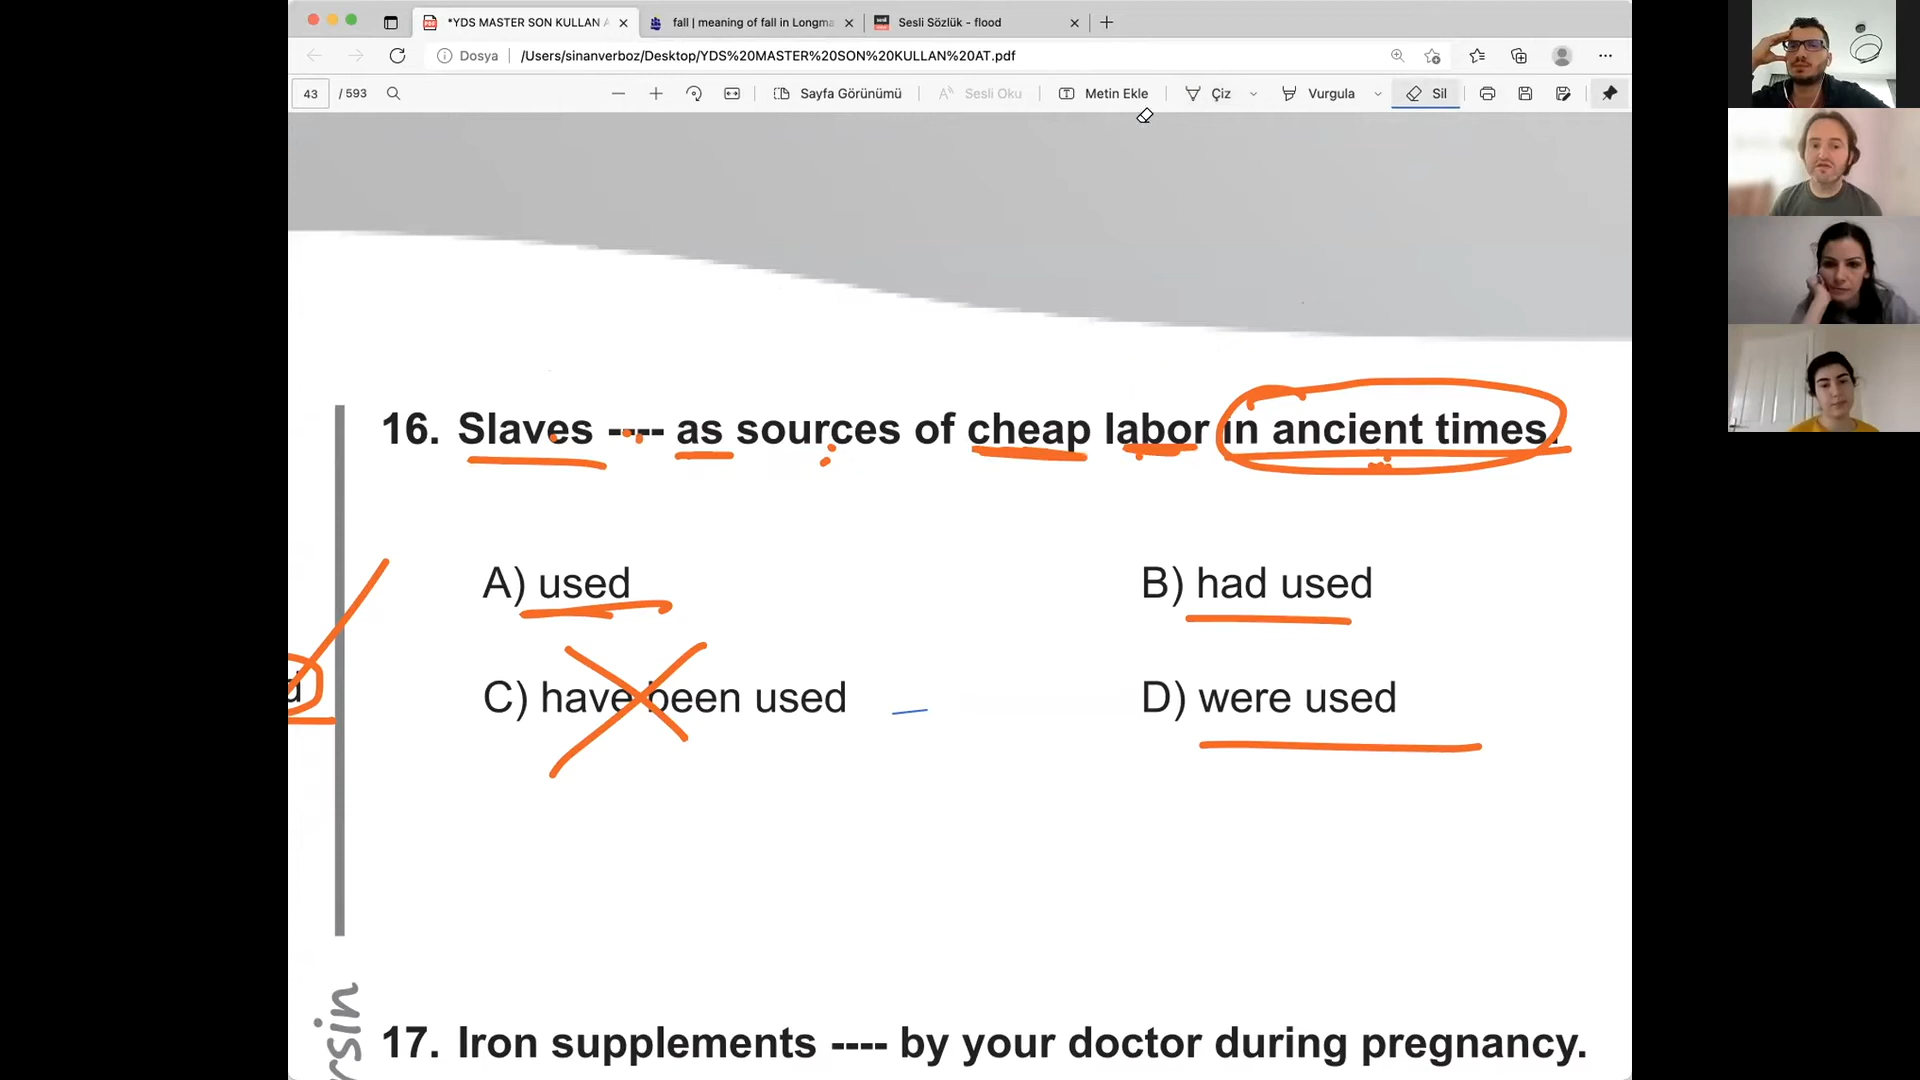 *YDS MASTER SON KULLAN A
fall | meaning of fall in Longma
Sesli Sözlük - flood
Dosya
/Users/sinanverboz/Desktop/YDS%20MASTER%20SON%20KULLAN%20AT.pdf
43 / 593
Sayfa Görünümü
Sesli Oku
Metin Ekle
Çiz
Vurgula
Sil
16. Slaves ---- as sources of cheap labor in ancient times.
A) used
B) had used
C) have been used
D) were used
17. Iron supplements ---- by your doctor during pregnancy.